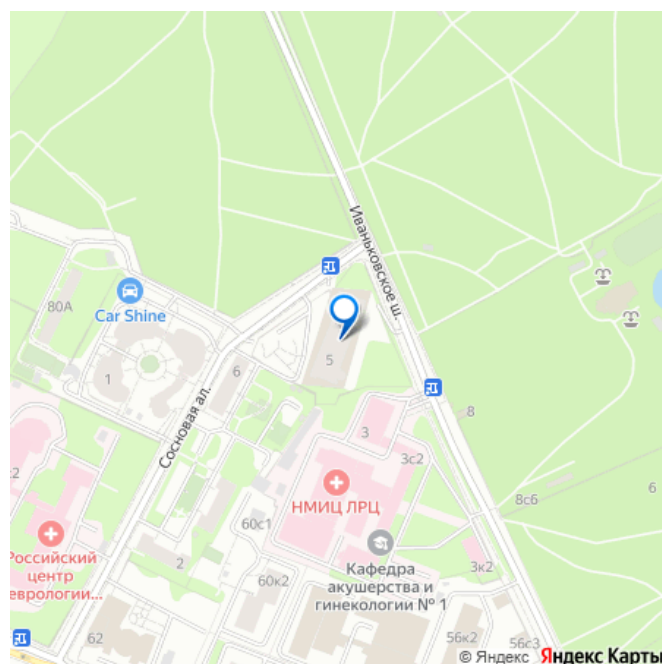 Иваньковское ш.
80А
Car Shine
5
1
6
Сосновая ал.
8
3
3с2
с2
НМИЦ ЛРЦ
6
8с6
60с1
Российский
центр
еврологии...
Кафедра
акушерства и
гинекологии № 1
2
3к2
60к2
62
56к2
56с3
© Яндекс Яндекс Карты